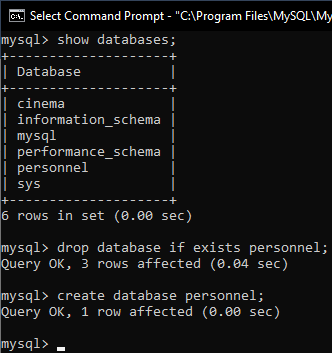 Select Command Prompt - "C:\Program Files\MySQL\My
mysql> show databases;
+--------------------+
| Database           |
+--------------------+
| cinema             |
| information_schema |
| mysql              |
| performance_schema |
| personnel          |
| sys                |
+--------------------+
6 rows in set (0.00 sec)
mysql> drop database if exists personnel;
Query OK, 3 rows affected (0.04 sec)
mysql> create database personnel;
Query OK, 1 row affected (0.00 sec)
mysql>